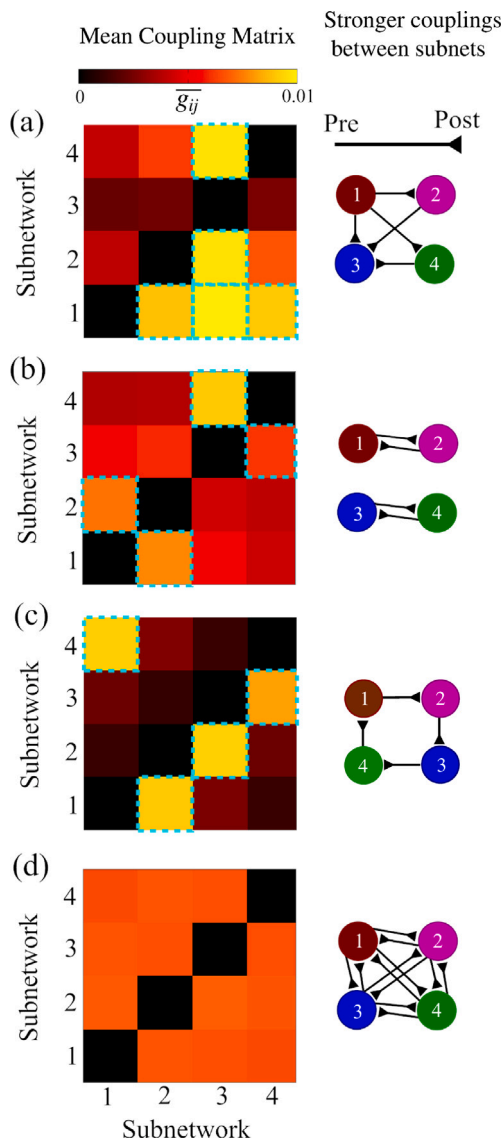 Mean Coupling Matrix
Stronger couplings
between subnets
0
g_ij
0.01
(a)
Pre
Post
Subnetwork
4
3
2
1
1
2
3
4
(b)
Subnetwork
4
3
2
1
1
2
3
4
(c)
Subnetwork
4
3
2
1
1
2
4
3
(d)
Subnetwork
4
3
2
1
1
2
3
4
1
2
3
4
Subnetwork